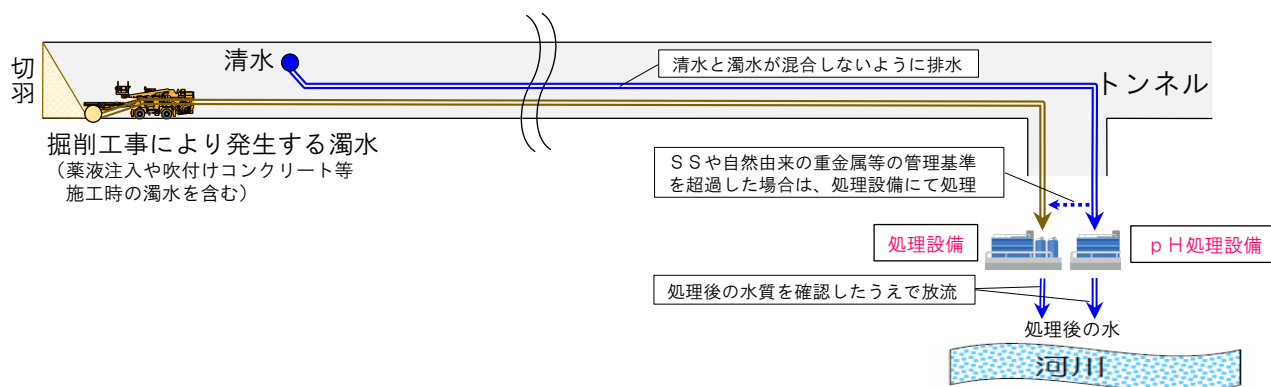 切羽
清水
清水と濁水が混合しないように排水
トンネル
掘削工事により発生する濁水
（薬液注入や吹付けコンクリート等
施工時の濁水を含む）
ＳＳや自然由来の重金属等の管理基準
を超過した場合は、処理設備にて処理
処理設備
ｐＨ処理設備
処理後の水質を確認したうえで放流
処理後の水
河川